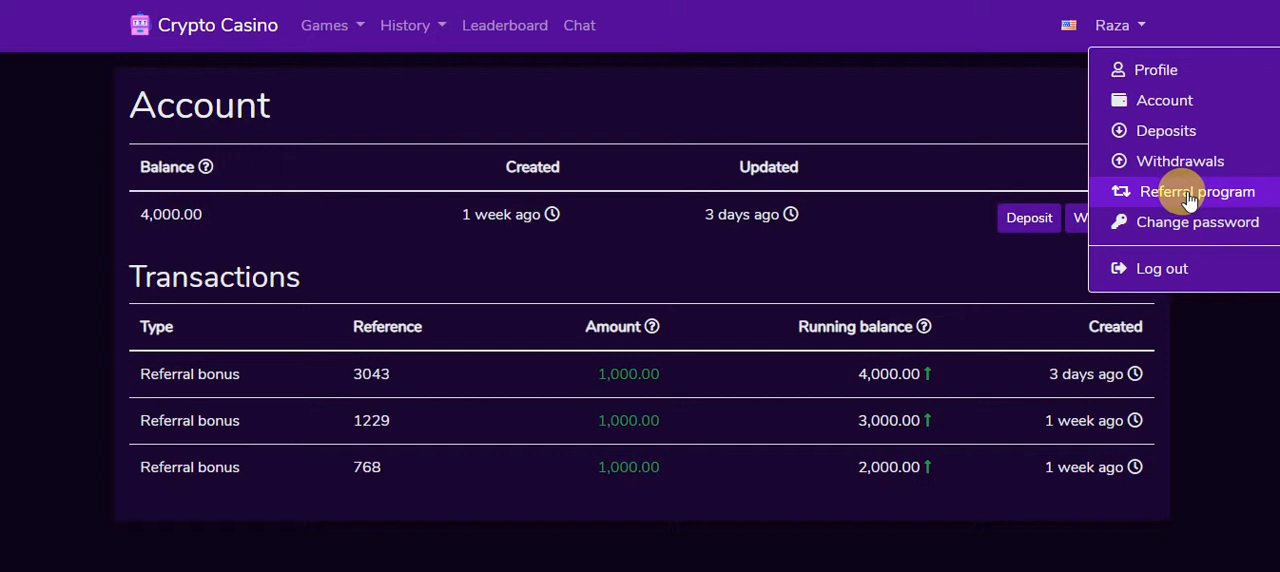 Crypto Casino Games History Leaderboard Chat Raza
Profile
Account
Deposits
Withdrawals
Referral program
Change password
Log out
Account
Balance Created Updated
4,000.00 1 week ago 3 days ago Deposit W
Transactions
Type Reference Amount Running balance Created
Referral bonus 3043 1,000.00 4,000.00 3 days ago
Referral bonus 1229 1,000.00 3,000.00 1 week ago
Referral bonus 768 1,000.00 2,000.00 1 week ago